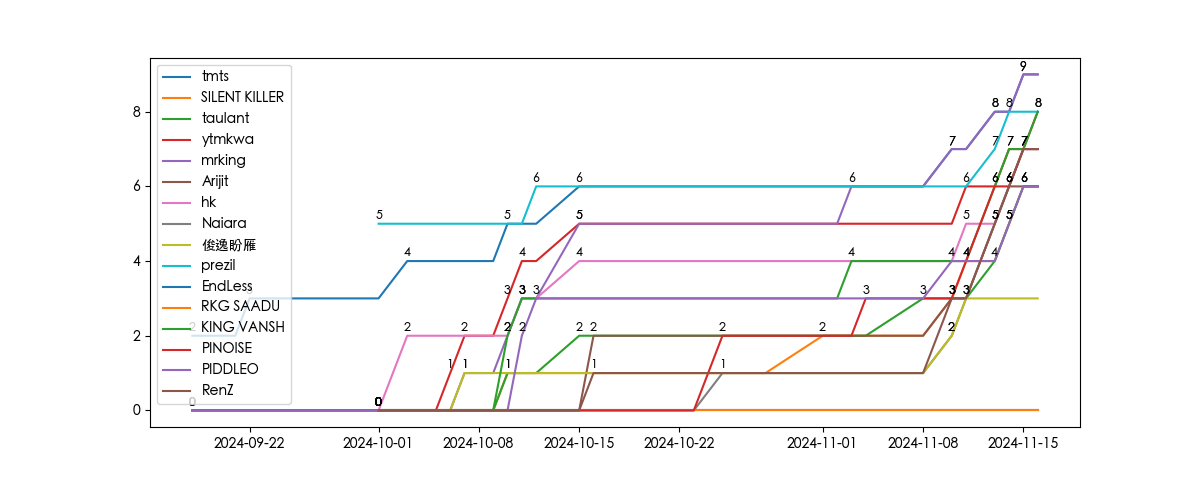 tmts
SILENT KILLER
taulant
ytmkwa
mrking
Arijit
hk
Naiara
俊逸盼雁
prezil
EndLess
RKG SAADU
KING VANSH
PINOISE
PIDDLEO
RenZ
8
6
4
2
0
2 3 4 5 6 6 7 8 9
5 6 6 7 8 8
2 2 3 4 5 5 6 7
1 2 3 3 4 4 5 6
0 1 1 2 2 2 3 3 4 5 6
0 1 2 1 2 3 3 2 3 4 5 6
2024-09-22 2024-10-01 2024-10-08 2024-10-15 2024-10-22 2024-11-01 2024-11-08 2024-11-15